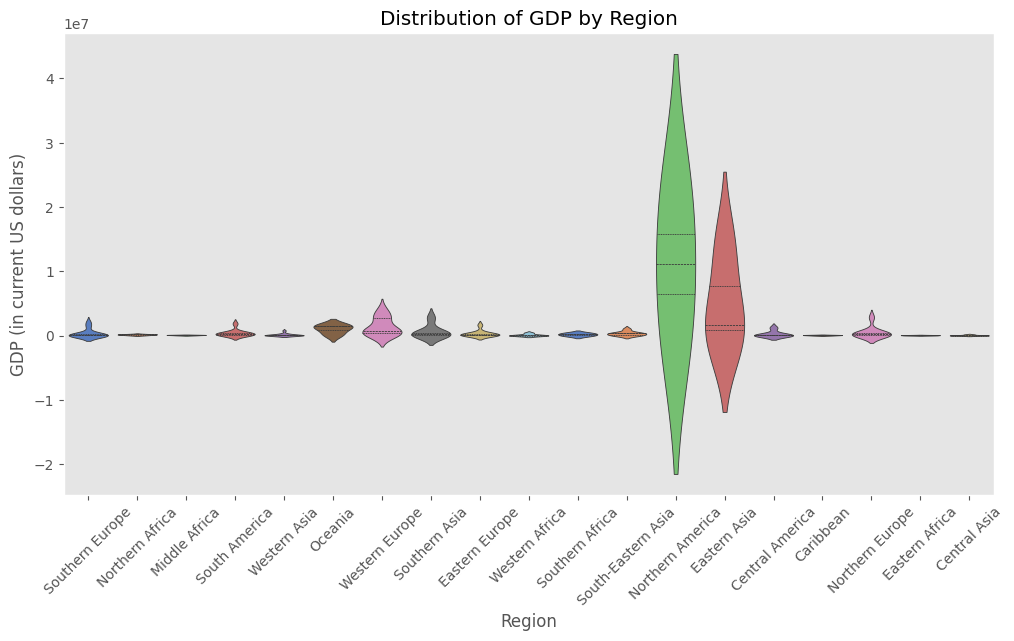 Distribution of GDP by Region
1e7
4
3
2
1
0
−1
−2
GDP (in current US dollars)
Southern Europe
Northern Africa
Middle Africa
South America
Western Asia
Oceania
Western Europe
Southern Asia
Eastern Europe
Western Africa
Southern Africa
South-Eastern Asia
Northern America
Eastern Asia
Central America
Caribbean
Northern Europe
Eastern Africa
Central Asia
Region